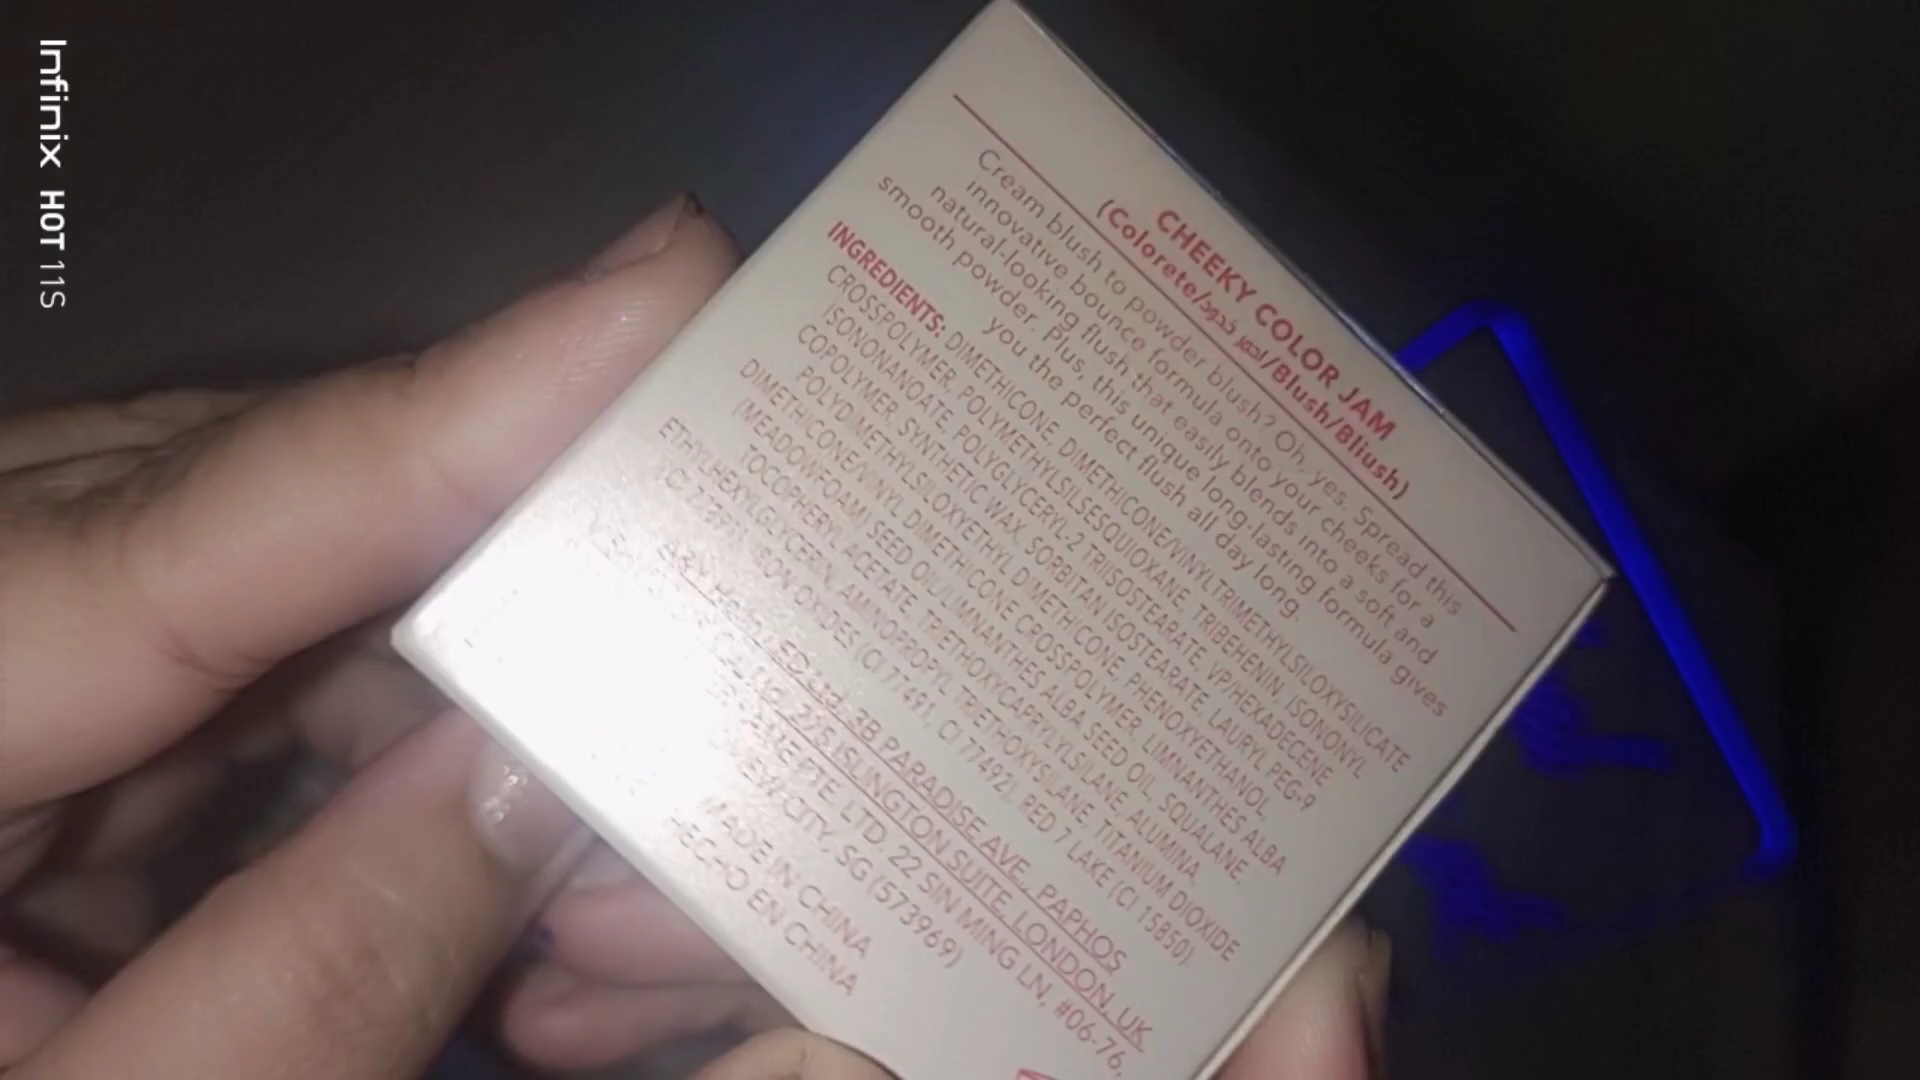 CHEEKY COLOR JAM
(Colorete/احمر خدود/Blush/Bliush)
Cream blush to powder blush? Oh, yes. Spread this
innovative bounce formula onto your cheeks for a
natural-looking flush that easily blends into a soft and
smooth powder. Plus, this unique long-lasting formula gives
you the perfect flush all day long.
INGREDIENTS: DIMETHICONE, DIMETHICONE/VINYLTRIMETHYLSILOXYSILICATE
CROSSPOLYMER, POLYMETHYLSILSESQUIOXANE, TRIBEHENIN, ISONONYL
ISONONANOATE, POLYGLYCERYL-2 TRIISOSTEARATE, VP/HEXADECENE
COPOLYMER, SYNTHETIC WAX, SORBITAN ISOSTEARATE, LAURYL PEG-9
POLYDIMETHYLSILOXYETHYL DIMETHICONE, PHENOXYETHANOL,
DIMETHICONE/VINYL DIMETHICONE CROSSPOLYMER, LIMNANTHES ALBA
(MEADOWFOAM) SEED OIL/LIMNANTHES ALBA SEED OIL, SQUALANE,
TOCOPHERYL ACETATE, TRIETHOXYCAPRYLYLSILANE, ALUMINA,
ETHYLHEXYLGLYCERIN, AMINOPROPYL TRIETHOXYSILANE, TITANIUM DIOXIDE
IRON OXIDES (CI 77491, CI 77492), RED 7 LAKE (CI 15850).
LTD 3B PARADISE AVE., PAPHOS
225 ISLINGTON SUITE, LONDON, UK
PTE. LTD 22 SIN MING LN, #06-76,
CITY, SG (573969)
MADE IN CHINA
HECHO EN CHINA
Infinix HOT 11S